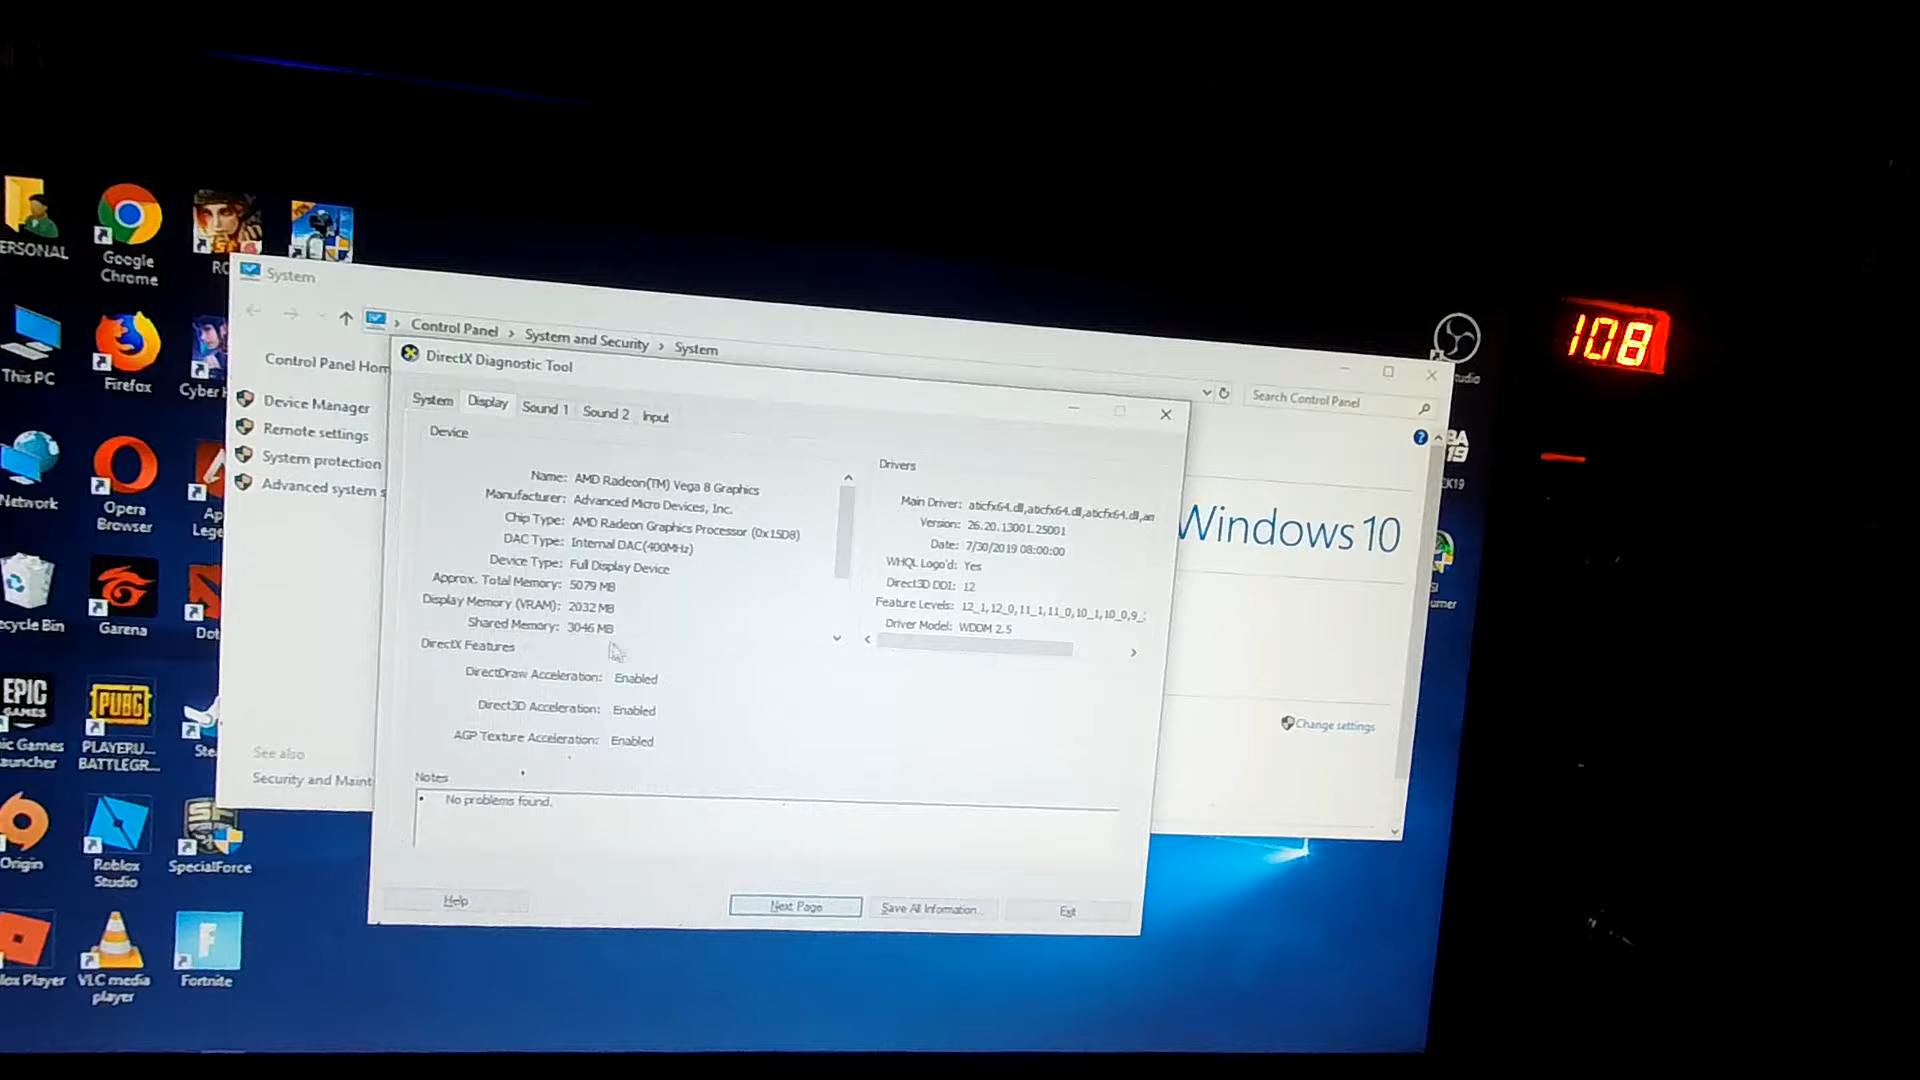 ERSONAL
Google
Chrome
This PC
Firefox
Cyber
Network
Opera
Browser
Ap
Lege
ecycle Bin
Garena
Dot
EPIC
GAMES
ic Games
auncher
PUBG
PLAYERU...
BATTLEGR...
Ste
Origin
Roblox
Studio
SF
SpecialForce
lox Player
VLC media
player
F
Fortnite
System
Control Panel > System and Security > System
Search Control Panel
Control Panel Hom
Device Manager
Remote settings
System protection
Advanced system s
See also
Security and Maint
Windows 10
Change settings
DirectX Diagnostic Tool
System Display Sound 1 Sound 2 Input
Device
Name: AMD Radeon(TM) Vega 8 Graphics
Manufacturer: Advanced Micro Devices, Inc.
Chip Type: AMD Radeon Graphics Processor (0x15D8)
DAC Type: Internal DAC(400MHz)
Device Type: Full Display Device
Approx. Total Memory: 5079 MB
Display Memory (VRAM): 2032 MB
Shared Memory: 3046 MB
Drivers
Main Driver: aticfx64.dll,aticfx64.dll,aticfx64.dll,am
Version: 26.20.13001.25001
Date: 7/30/2019 08:00:00
WHQL Logo'd: Yes
Direct3D DDI: 12
Feature Levels: 12_1,12_0,11_1,11_0,10_1,10_0,9_
Driver Model: WDDM 2.5
DirectX Features
DirectDraw Acceleration: Enabled
Direct3D Acceleration: Enabled
AGP Texture Acceleration: Enabled
Notes
No problems found.
Help
Next Page
Save All Information...
Exit
tudio
19
2K19
108